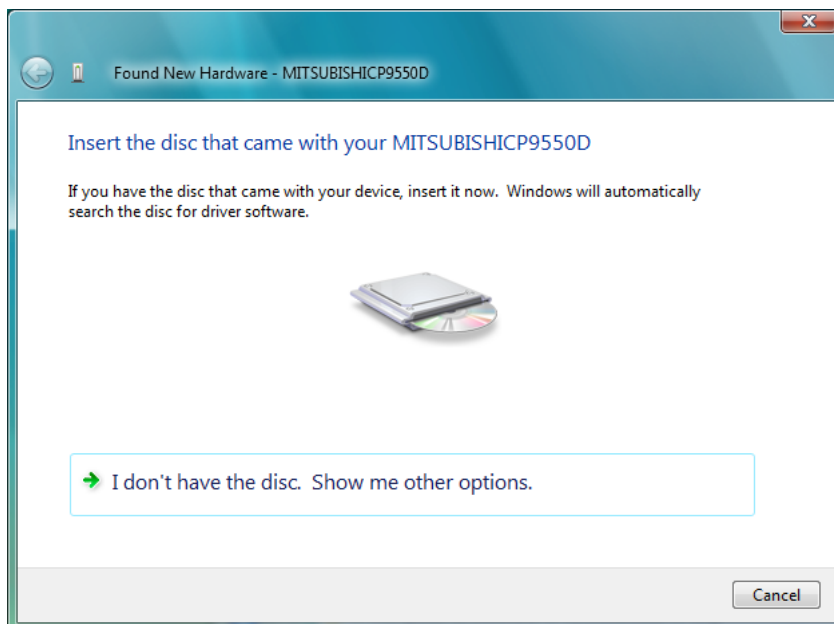 Found New Hardware - MITSUBISHICP9550D
Insert the disc that came with your MITSUBISHICP9550D
If you have the disc that came with your device, insert it now.  Windows will automatically
search the disc for driver software.
I don't have the disc.  Show me other options.
Cancel